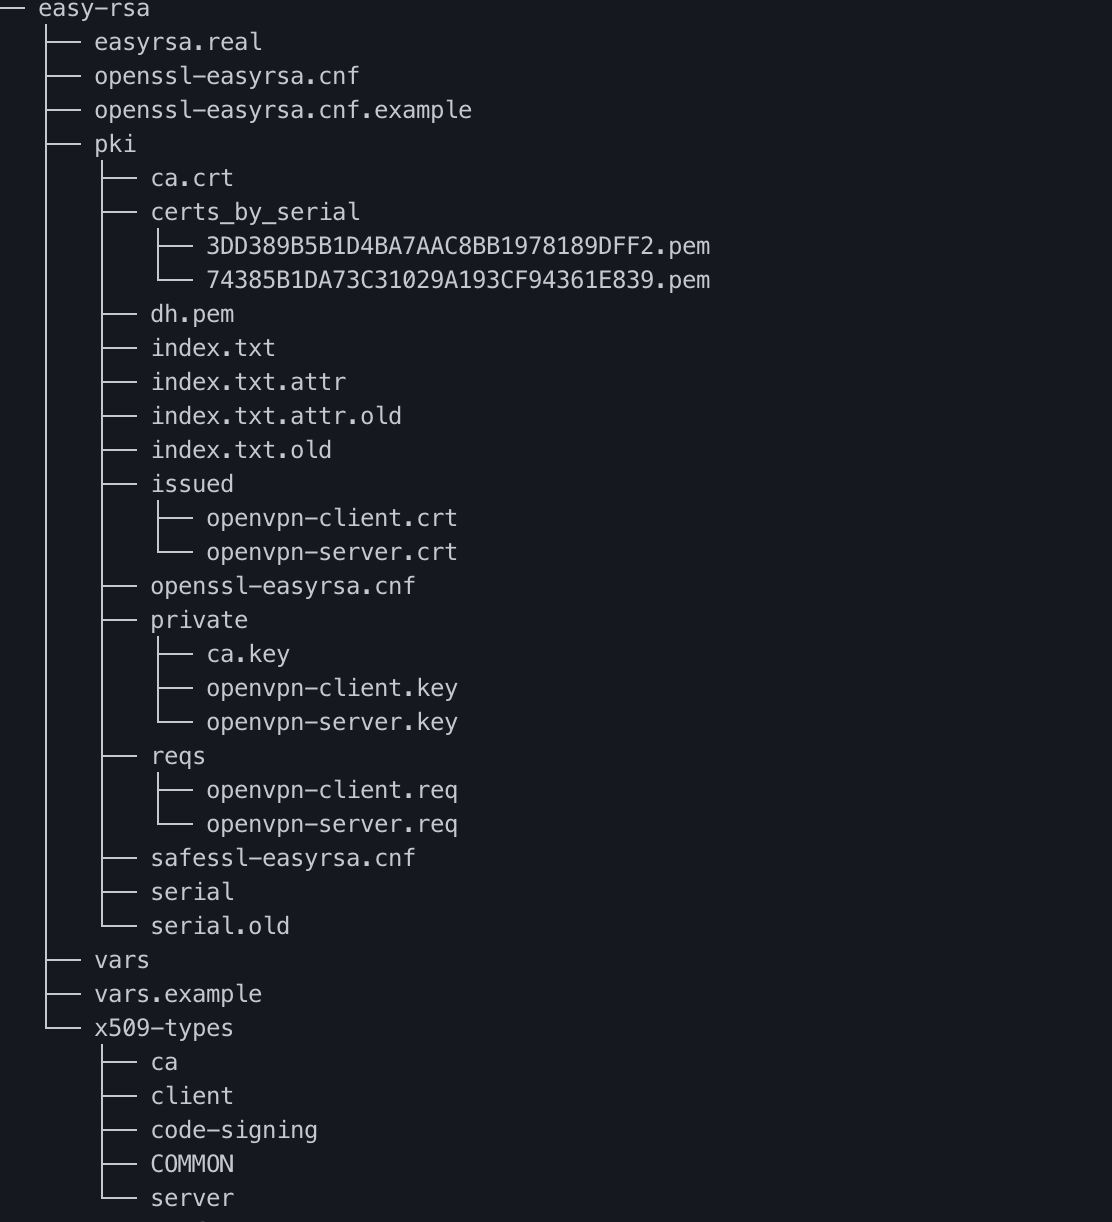 easy-rsa
easyrsa.real
openssl-easyrsa.cnf
openssl-easyrsa.cnf.example
pki
ca.crt
certs_by_serial
3DD389B5B1D4BA7AAC8BB1978189DFF2.pem
74385B1DA73C31029A193CF94361E839.pem
dh.pem
index.txt
index.txt.attr
index.txt.attr.old
index.txt.old
issued
openvpn-client.crt
openvpn-server.crt
openssl-easyrsa.cnf
private
ca.key
openvpn-client.key
openvpn-server.key
reqs
openvpn-client.req
openvpn-server.req
safessl-easyrsa.cnf
serial
serial.old
vars
vars.example
x509-types
ca
client
code-signing
COMMON
server